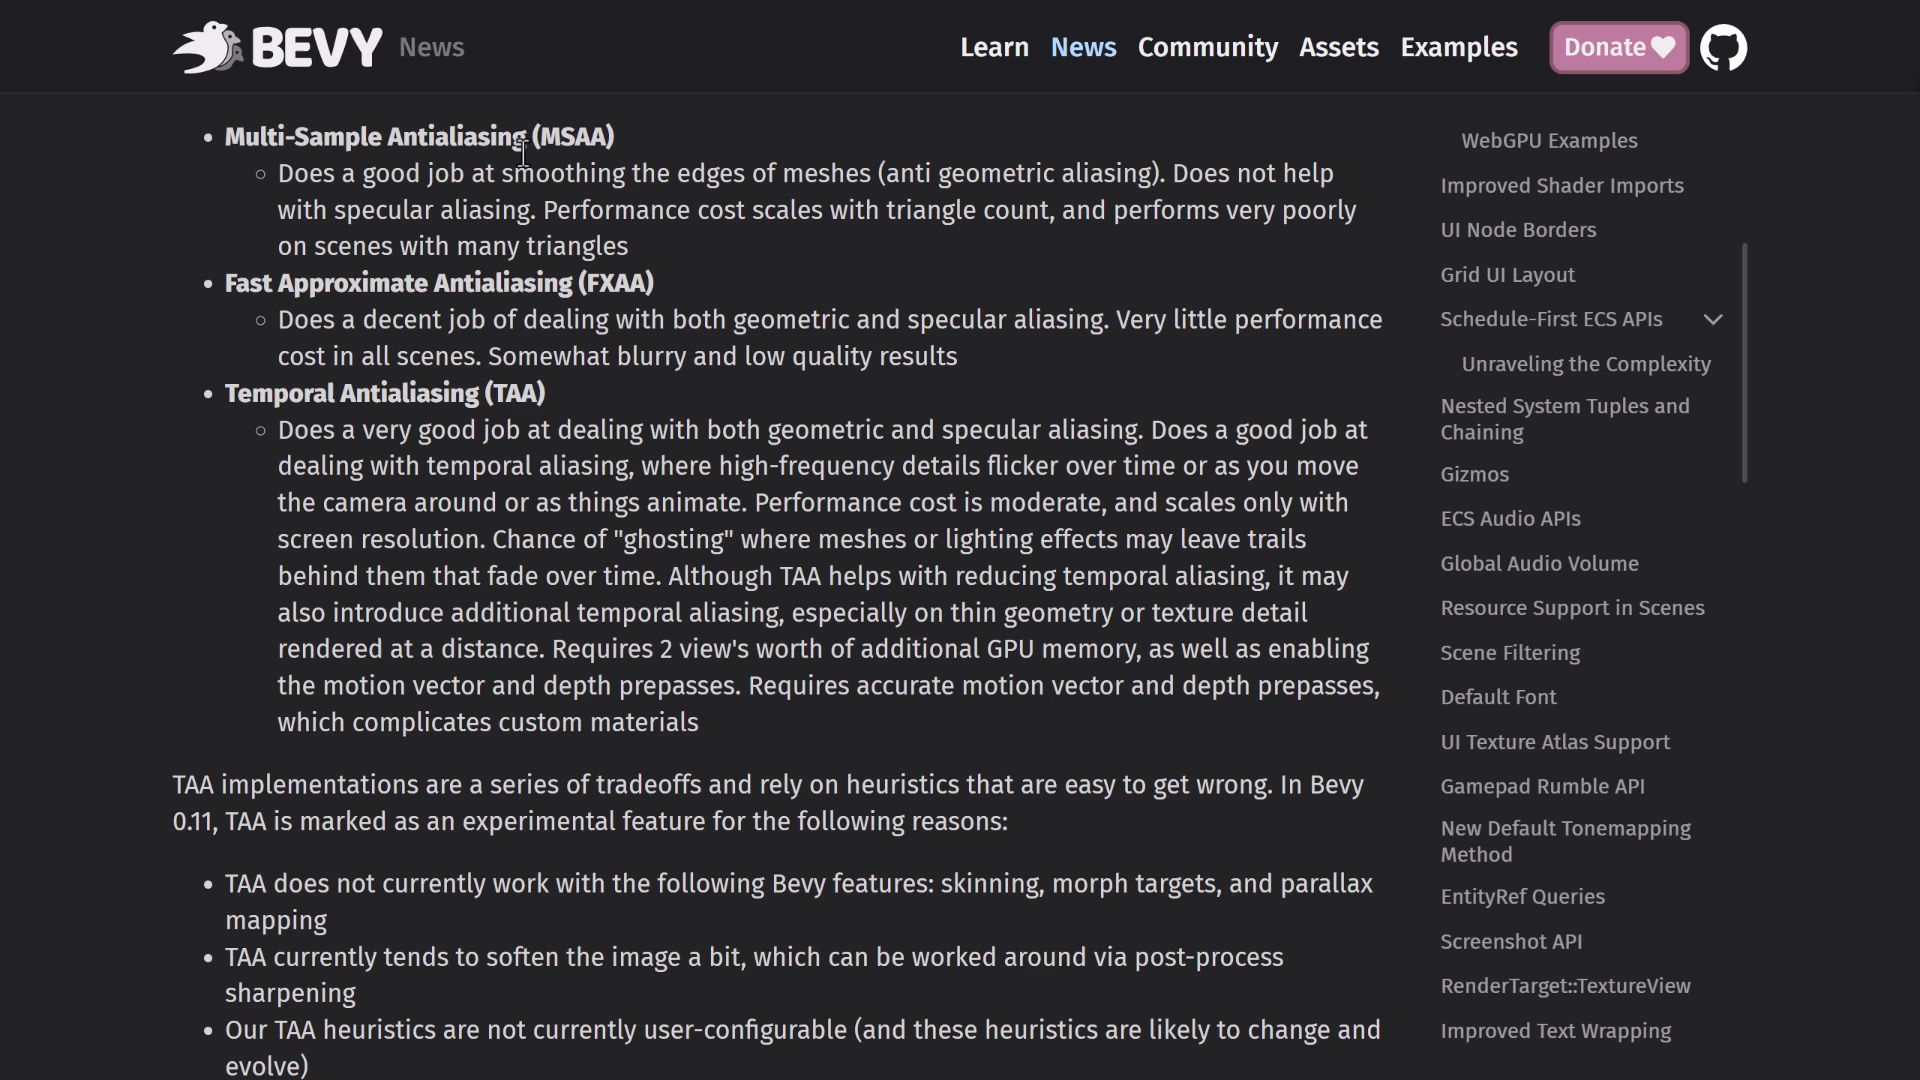 BEVY News Learn News Community Assets Examples Donate
Multi-Sample Antialiasing (MSAA)
Does a good job at smoothing the edges of meshes (anti geometric aliasing). Does not help
with specular aliasing. Performance cost scales with triangle count, and performs very poorly
on scenes with many triangles
Fast Approximate Antialiasing (FXAA)
Does a decent job of dealing with both geometric and specular aliasing. Very little performance
cost in all scenes. Somewhat blurry and low quality results
Temporal Antialiasing (TAA)
Does a very good job at dealing with both geometric and specular aliasing. Does a good job at
dealing with temporal aliasing, where high-frequency details flicker over time or as you move
the camera around or as things animate. Performance cost is moderate, and scales only with
screen resolution. Chance of "ghosting" where meshes or lighting effects may leave trails
behind them that fade over time. Although TAA helps with reducing temporal aliasing, it may
also introduce additional temporal aliasing, especially on thin geometry or texture detail
rendered at a distance. Requires 2 view's worth of additional GPU memory, as well as enabling
the motion vector and depth prepasses. Requires accurate motion vector and depth prepasses,
which complicates custom materials
TAA implementations are a series of tradeoffs and rely on heuristics that are easy to get wrong. In Bevy
0.11, TAA is marked as an experimental feature for the following reasons:
TAA does not currently work with the following Bevy features: skinning, morph targets, and parallax
mapping
TAA currently tends to soften the image a bit, which can be worked around via post-process
sharpening
Our TAA heuristics are not currently user-configurable (and these heuristics are likely to change and
evolve)
WebGPU Examples
Improved Shader Imports
UI Node Borders
Grid UI Layout
Schedule-First ECS APIs
Unraveling the Complexity
Nested System Tuples and
Chaining
Gizmos
ECS Audio APIs
Global Audio Volume
Resource Support in Scenes
Scene Filtering
Default Font
UI Texture Atlas Support
Gamepad Rumble API
New Default Tonemapping
Method
EntityRef Queries
Screenshot API
RenderTarget::TextureView
Improved Text Wrapping